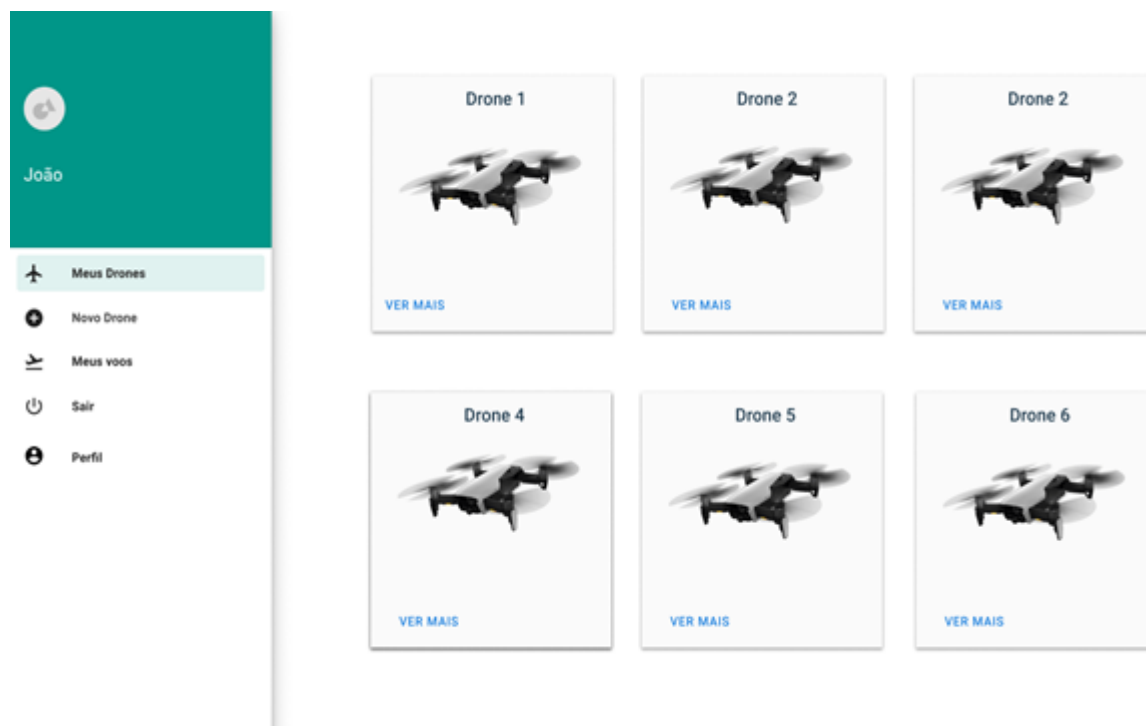 João
Meus Drones
Novo Drone
Meus voos
Sair
Perfil
Drone 1
Drone 2
Drone 2
VER MAIS
VER MAIS
VER MAIS
Drone 4
Drone 5
Drone 6
VER MAIS
VER MAIS
VER MAIS